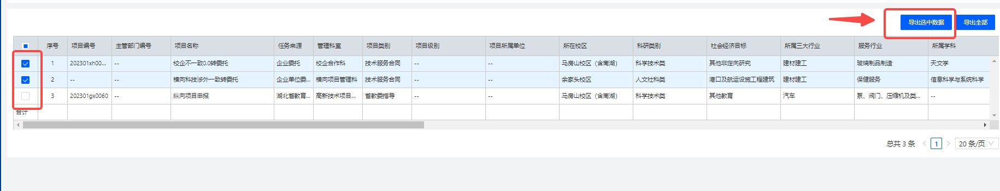 导出选中数据 导出全部
序号 项目编号 主管部门编号 项目名称 任务来源 管理科室 项目类别 项目级别 项目所属单位 所在校区 科研类别 社会经济目标 所属三大行业 服务行业 所属学科
1 202301xh00... -- 校企不一致0.0转委托 企业委托 校企合作科 技术服务合同 -- -- 马房山校区（含南湖） 科学技术类 其他非定向研究 建材建工 玻璃制品制造 天文学
2 -- -- 横向科技涉外一致转委托 企业单位委... 横向项目管理科 技术服务合同 -- -- 余家头校区 人文社科类 港口及航运设施工程建筑 建材建工 保健服务 信息科学与系统科学
3 202301gx0060 -- 纵向项目申报 湖北省教育... 高新技术项目... 省教委指导 -- -- 马房山校区（含南湖） 科学技术类 其他教育 汽车 泵、阀门、压缩机及类... --
合计
总共 3 条 < 1 > 20 条/页